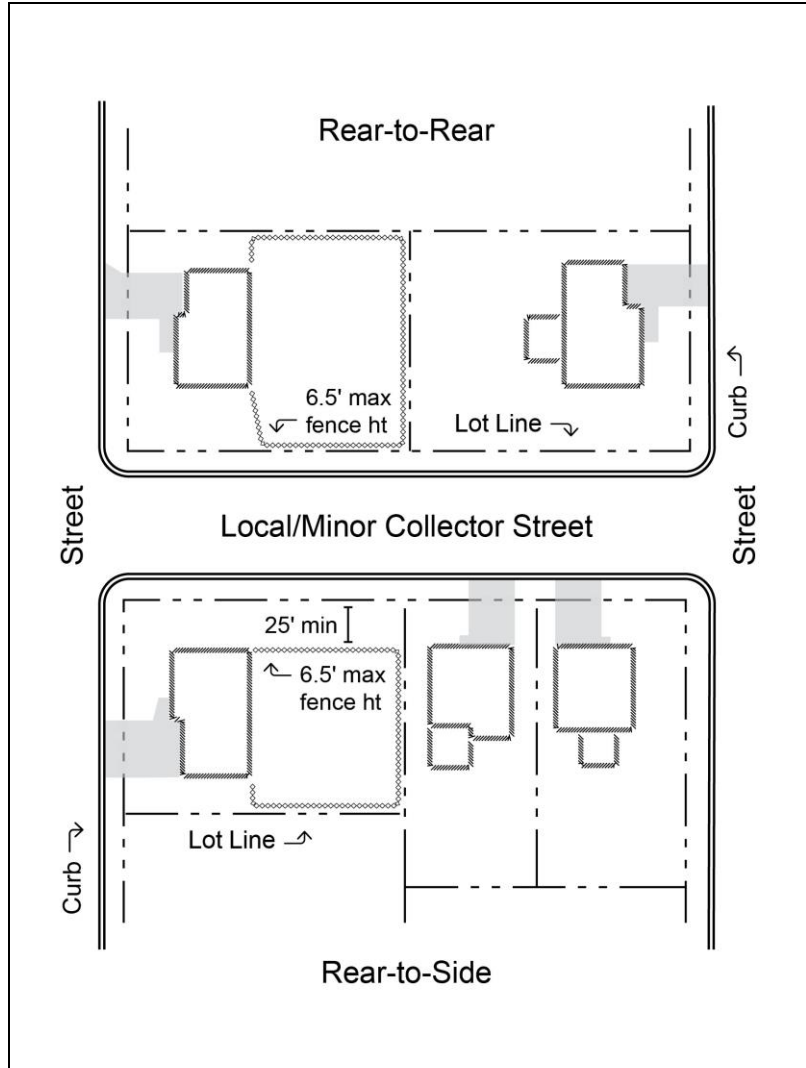 Rear-to-Rear
6.5' max
fence ht
Lot Line
Curb
Street
Local/Minor Collector Street
Street
25' min
6.5' max
fence ht
Lot Line
Curb
Rear-to-Side